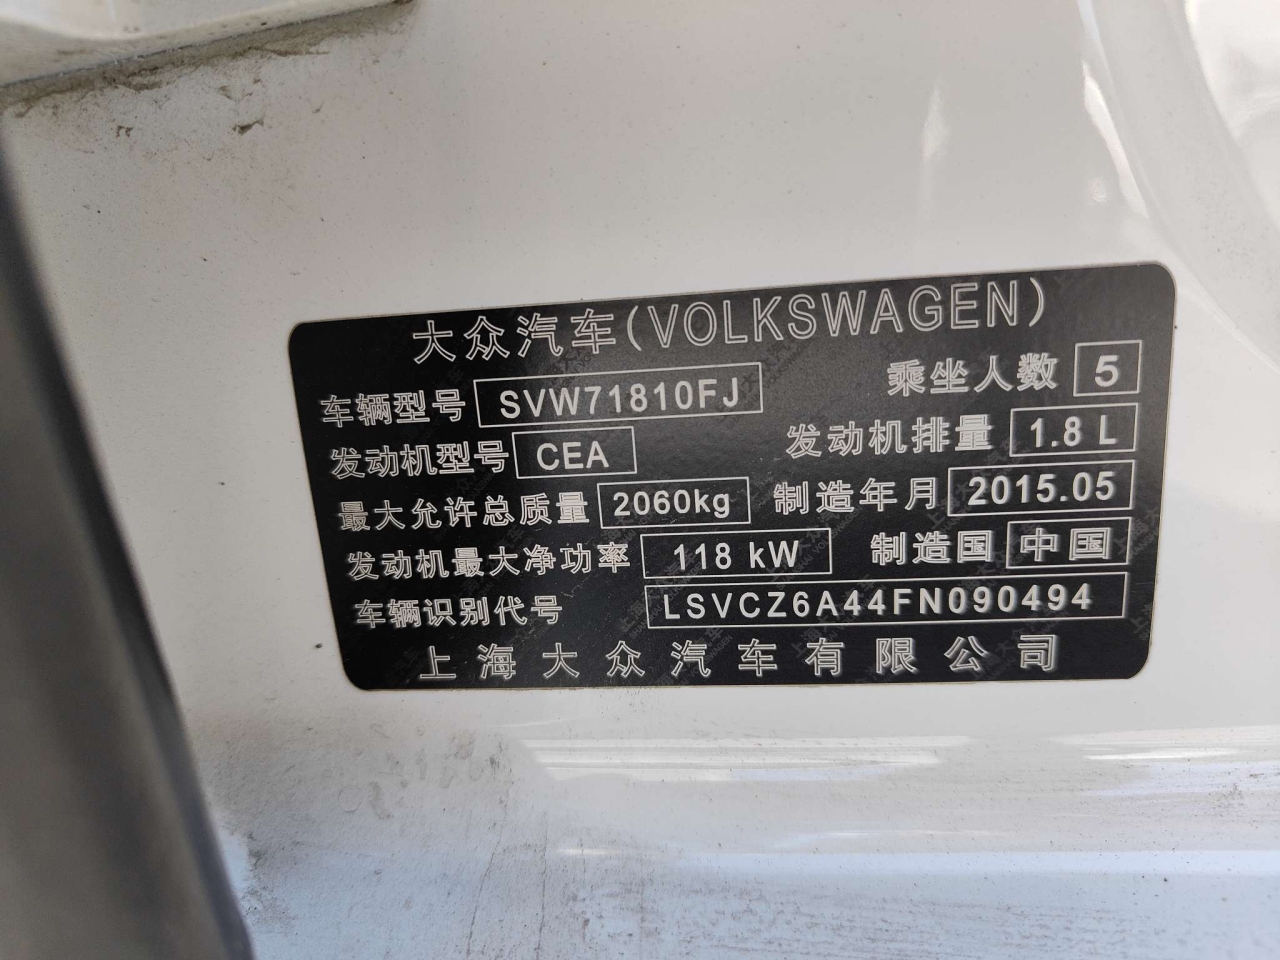 大众汽车(VOLKSWAGEN)
车辆型号 SVW71810FJ 乘坐人数 5
发动机型号 CEA 发动机排量 1.8 L
最大允许总质量 2060kg 制造年月 2015.05
发动机最大净功率 118 kW 制造国 中国
车辆识别代号 LSVCZ6A44FN090494
上海大众汽车有限公司